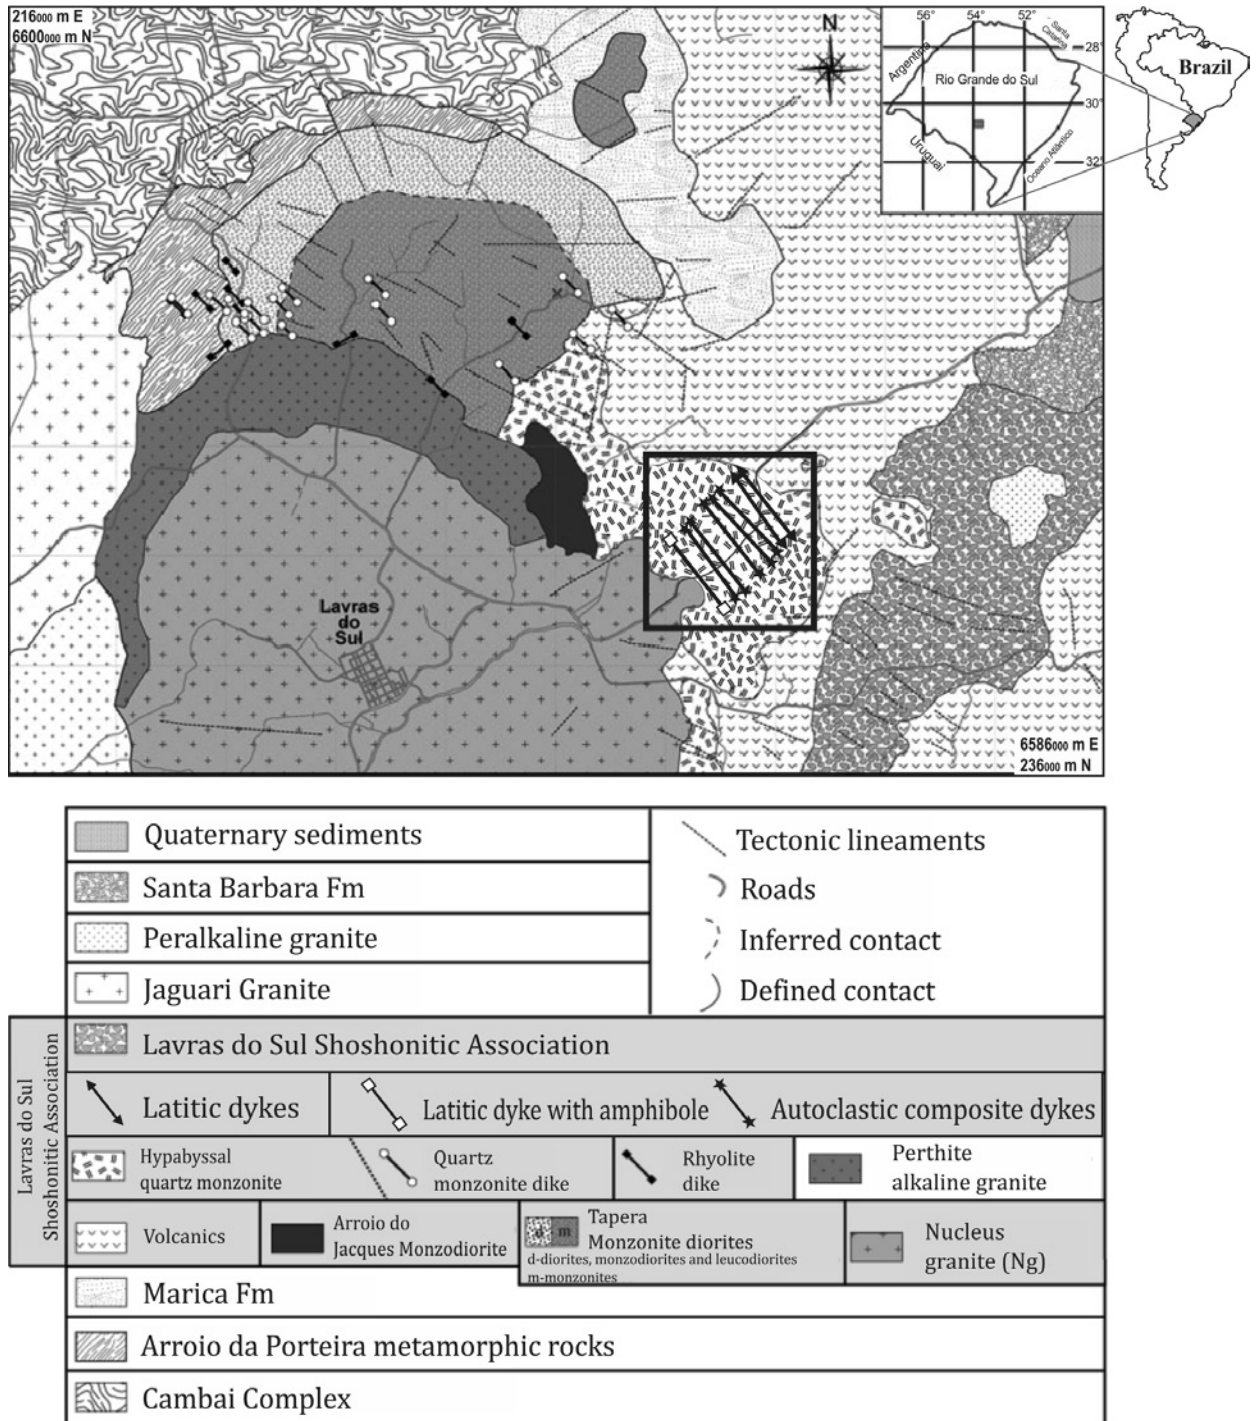 216000 m E
6600000 m N
N
56°
54°
52°
Santa
Catarina
28°
Argentina
Rio Grande do Sul
30°
Uruguai
Oceano Atlântico
32°
Brazil
Lavras
do
Sul
6586000 m E
236000 m N
Quaternary sediments
Tectonic lineaments
Santa Barbara Fm
Roads
Peralkaline granite
Inferred contact
Jaguari Granite
Defined contact
Lavras do Sul
Shoshonitic Association
Lavras do Sul Shoshonitic Association
Latitic dykes
Latitic dyke with amphibole
Autoclastic composite dykes
Hypabyssal
quartz monzonite
Quartz
monzonite dike
Rhyolite
dike
Perthite
alkaline granite
Volcanics
Arroio do
Jacques Monzodiorite
d
m
Tapera
Monzonite diorites
d-diorites, monzodiorites and leucodiorites
m-monzonites
Nucleus
granite (Ng)
Marica Fm
Arroio da Porteira metamorphic rocks
Cambai Complex